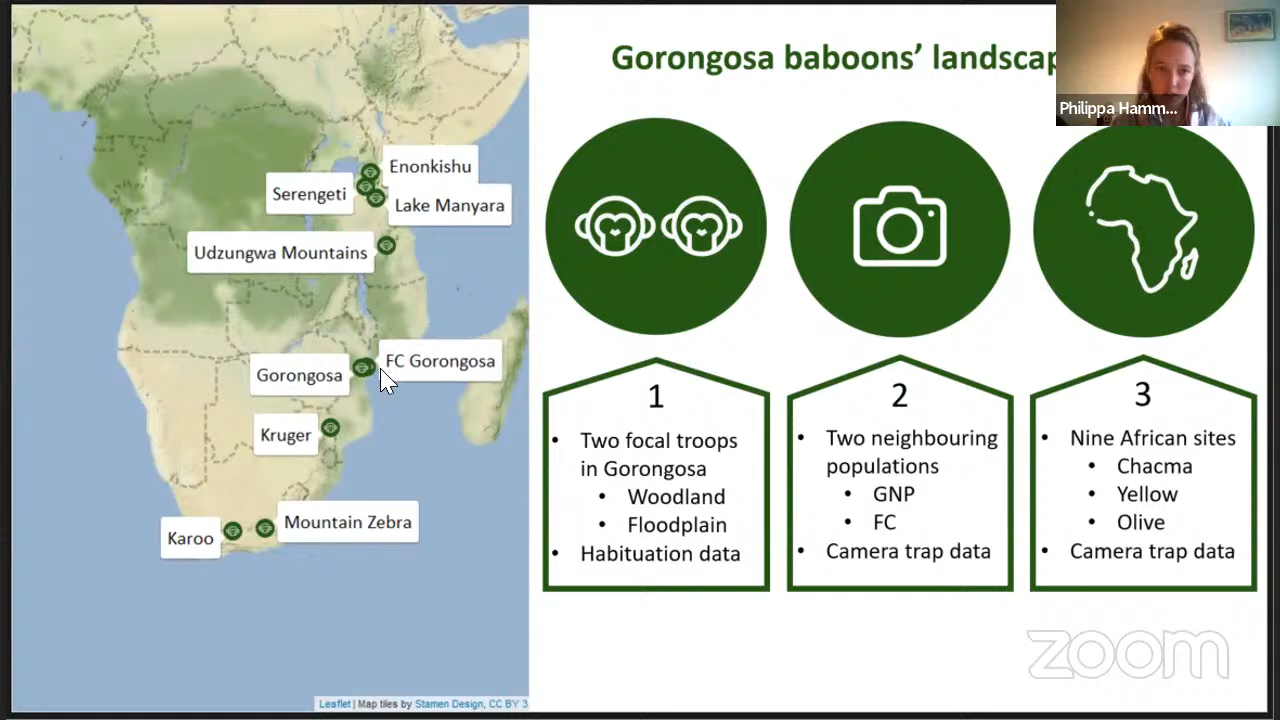 Gorongosa baboons’ landscap
Philippa Hamm...
Enonkishu
Serengeti
Lake Manyara
Udzungwa Mountains
FC Gorongosa
Gorongosa
Kruger
Mountain Zebra
Karoo
1
• Two focal troops
in Gorongosa
• Woodland
• Floodplain
• Habituation data
2
• Two neighbouring
populations
• GNP
• FC
• Camera trap data
3
• Nine African sites
• Chacma
• Yellow
• Olive
• Camera trap data
zoom
Leaflet | Map tiles by Stamen Design, CC BY 3